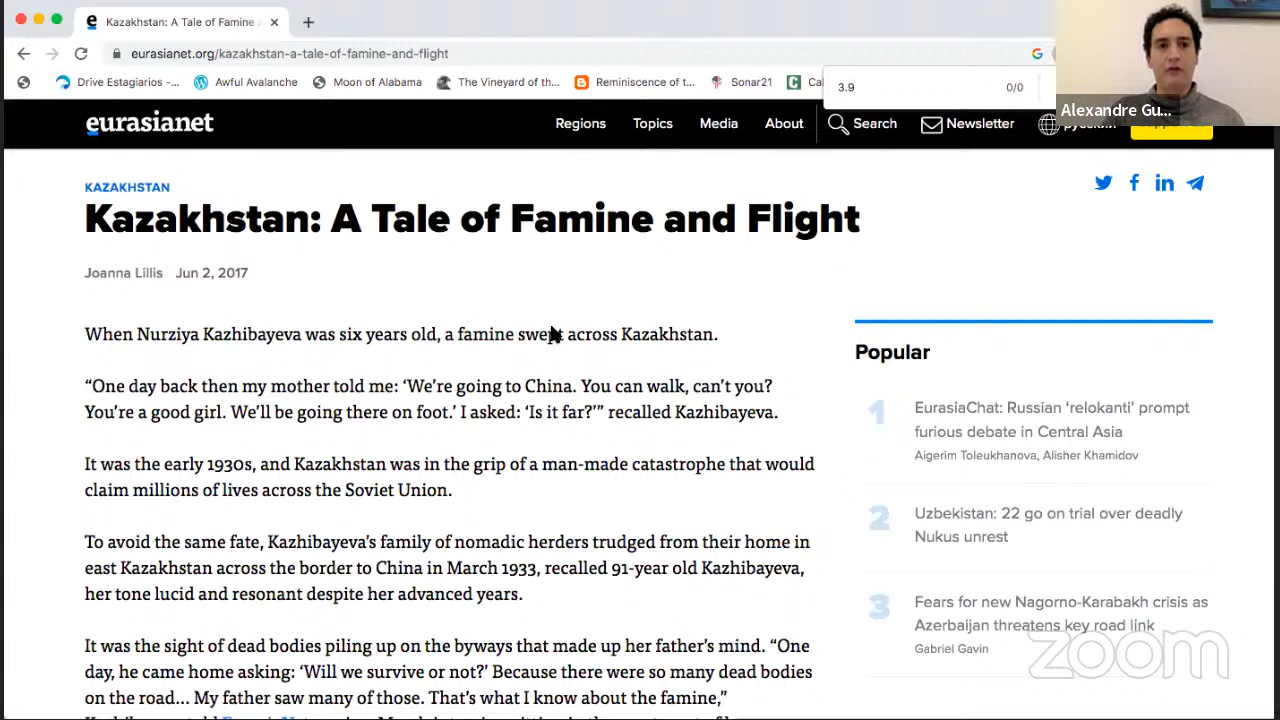 Kazakhstan: A Tale of Famine
eurasianet.org/kazakhstan-a-tale-of-famine-and-flight
Drive Estagiarios -... Awful Avalanche Moon of Alabama The Vineyard of th... Reminiscence of t... Sonar21
3.9 0/0
Alexandre Gu...
eurasianet Regions Topics Media About Search Newsletter русский
KAZAKHSTAN
Kazakhstan: A Tale of Famine and Flight
Joanna Lillis Jun 2, 2017
When Nurziya Kazhibayeva was six years old, a famine swept across Kazakhstan.
“One day back then my mother told me: ‘We’re going to China. You can walk, can’t you?
You’re a good girl. We’ll be going there on foot.’ I asked: ‘Is it far?’” recalled Kazhibayeva.
It was the early 1930s, and Kazakhstan was in the grip of a man-made catastrophe that would
claim millions of lives across the Soviet Union.
To avoid the same fate, Kazhibayeva’s family of nomadic herders trudged from their home in
east Kazakhstan across the border to China in March 1933, recalled 91-year old Kazhibayeva,
her tone lucid and resonant despite her advanced years.
It was the sight of dead bodies piling up on the byways that made up her father’s mind. “One
day, he came home asking: ‘Will we survive or not?’ Because there were so many dead bodies
on the road... My father saw many of those. That’s what I know about the famine,”
Popular
1
EurasiaChat: Russian ‘relokanti’ prompt
furious debate in Central Asia
Aigerim Toleukhanova, Alisher Khamidov
2
Uzbekistan: 22 go on trial over deadly
Nukus unrest
3
Fears for new Nagorno-Karabakh crisis as
Azerbaijan threatens key road link
Gabriel Gavin
zoom